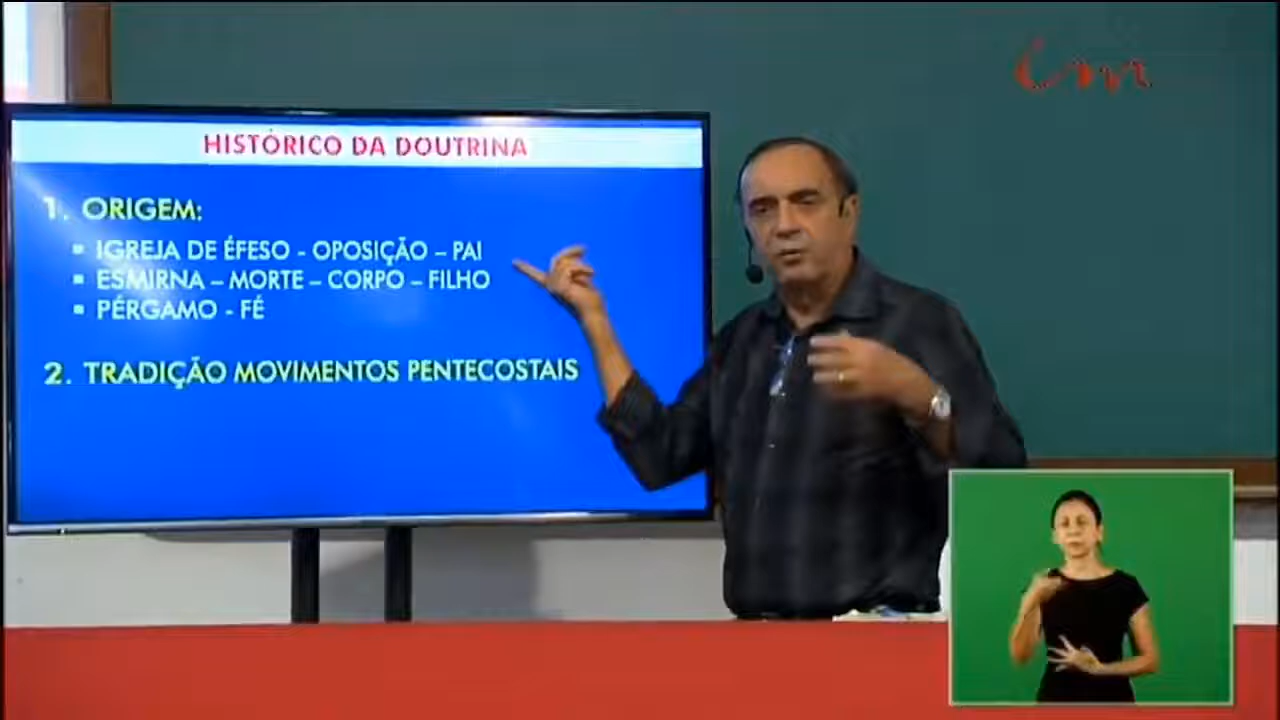 HISTÓRICO DA DOUTRINA
1. ORIGEM:
▪ IGREJA DE ÉFESO - OPOSIÇÃO – PAI
▪ ESMIRNA – MORTE – CORPO – FILHO
▪ PÉRGAMO - FÉ
2. TRADIÇÃO MOVIMENTOS PENTECOSTAIS